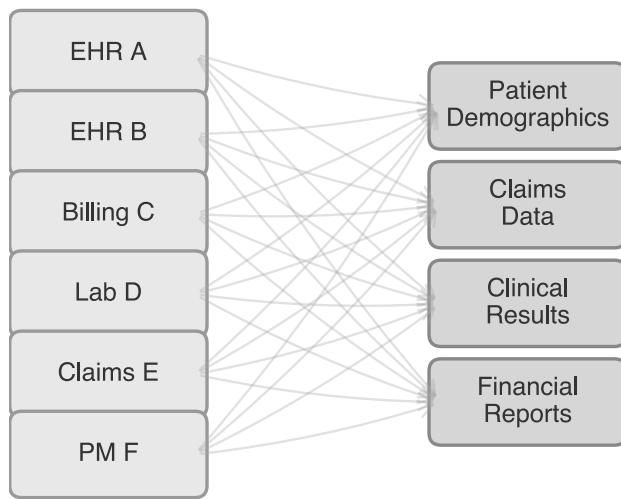 EHR A
EHR B
Billing C
Lab D
Claims E
PM F
Patient
Demographics
Claims
Data
Clinical
Results
Financial
Reports